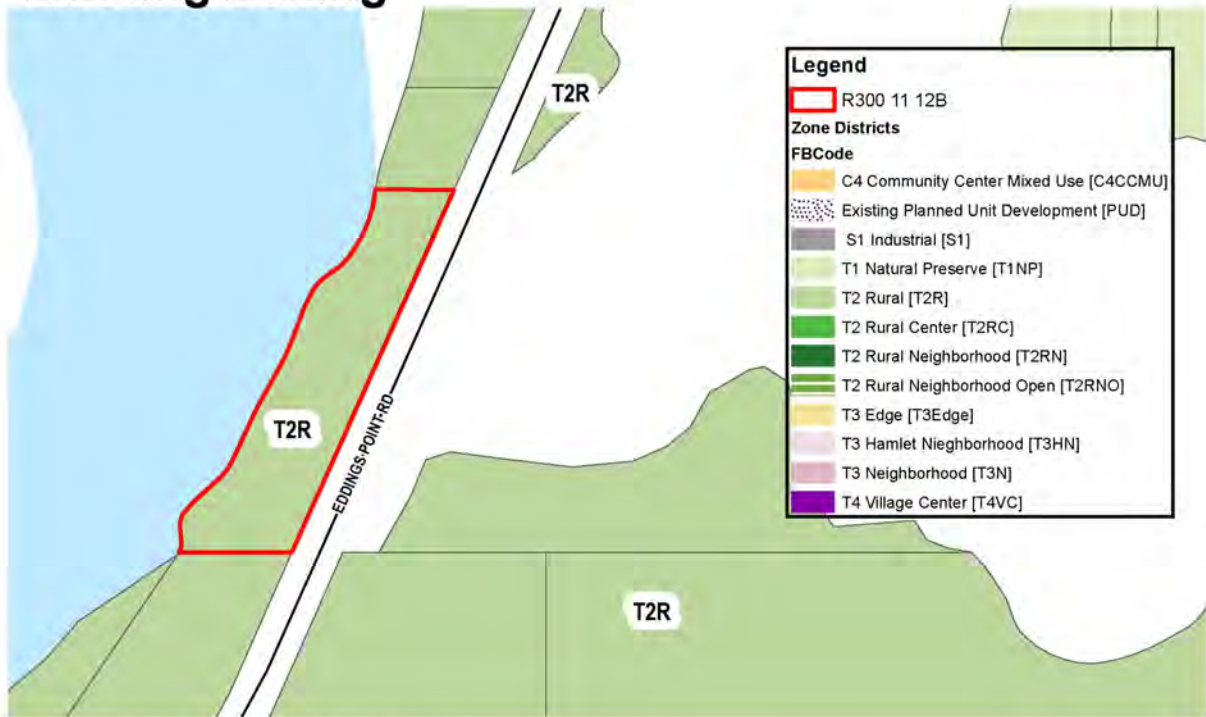 T2R
Legend
R300 11 12B
Zone Districts
FBCode
C4 Community Center Mixed Use [C4CCMU]
Existing Planned Unit Development [PUD]
S1 Industrial [S1]
T1 Natural Preserve [T1NP]
T2 Rural [T2R]
T2 Rural Center [T2RC]
T2 Rural Neighborhood [T2RN]
T2 Rural Neighborhood Open [T2RNO]
T3 Edge [T3Edge]
T3 Hamlet Nieghborhood [T3HN]
T3 Neighborhood [T3N]
T4 Village Center [T4VC]
T2R
EDDINGS POINT RD
T2R